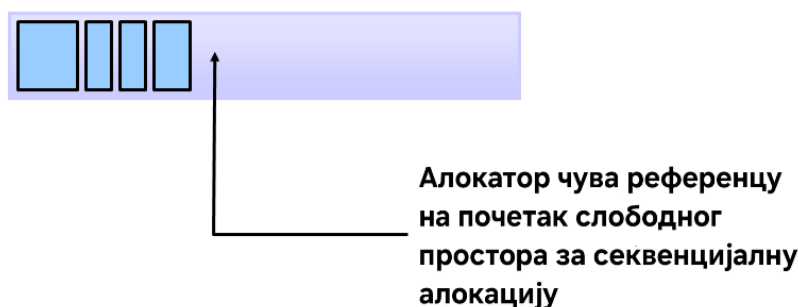 Алокатор чува референцу
на почетак слободног
простора за секвенцијалну
алокацију